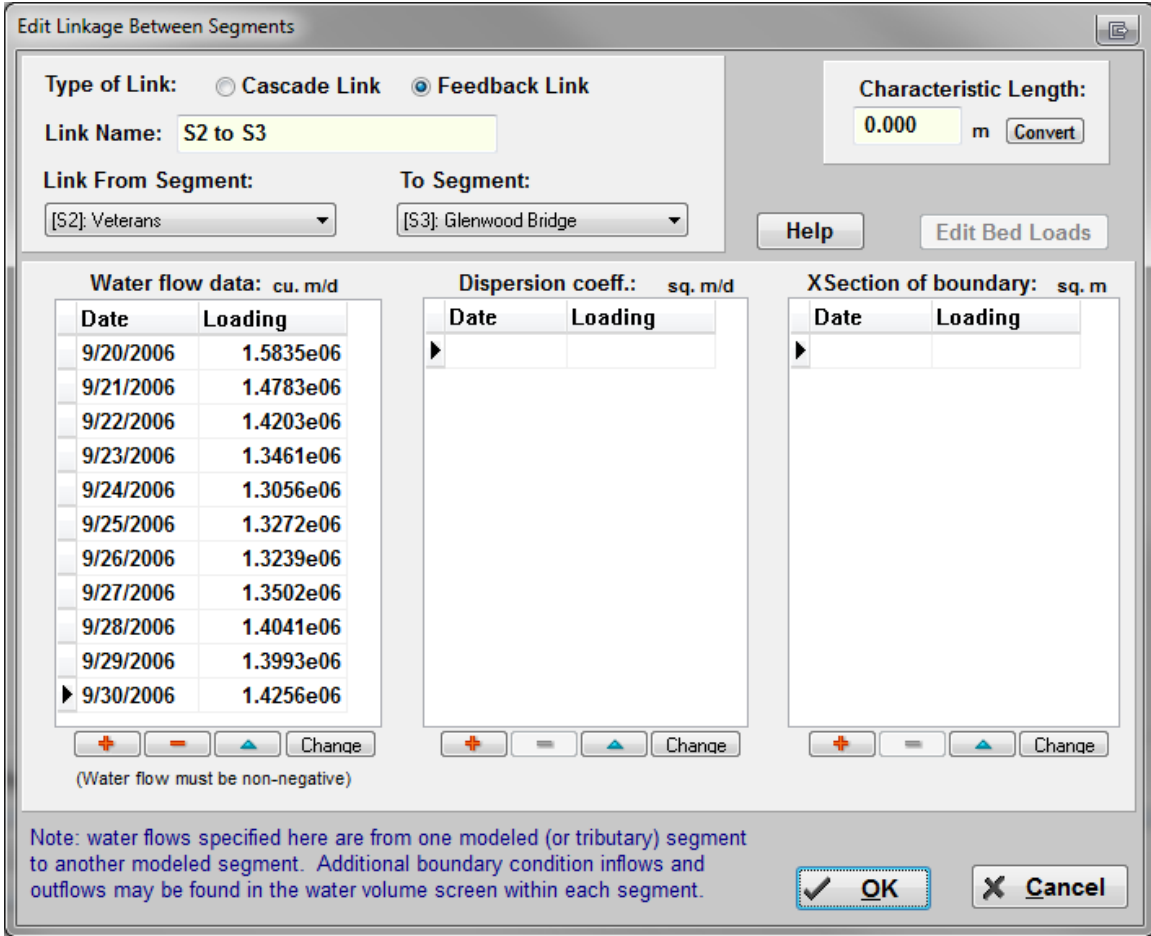 Edit Linkage Between Segments
Type of Link: Cascade Link Feedback Link
Link Name: S2 to S3
Link From Segment: To Segment:
[S2]: Veterans [S3]: Glenwood Bridge
Characteristic Length:
0.000 m Convert
Help Edit Bed Loads
Water flow data: cu. m/d
Date Loading
9/20/2006 1.5835e06
9/21/2006 1.4783e06
9/22/2006 1.4203e06
9/23/2006 1.3461e06
9/24/2006 1.3056e06
9/25/2006 1.3272e06
9/26/2006 1.3239e06
9/27/2006 1.3502e06
9/28/2006 1.4041e06
9/29/2006 1.3993e06
9/30/2006 1.4256e06
Change
(Water flow must be non-negative)
Dispersion coeff.: sq. m/d
Date Loading
Change
XSection of boundary: sq. m
Date Loading
Change
Note: water flows specified here are from one modeled (or tributary) segment
to another modeled segment. Additional boundary condition inflows and
outflows may be found in the water volume screen within each segment.
OK Cancel